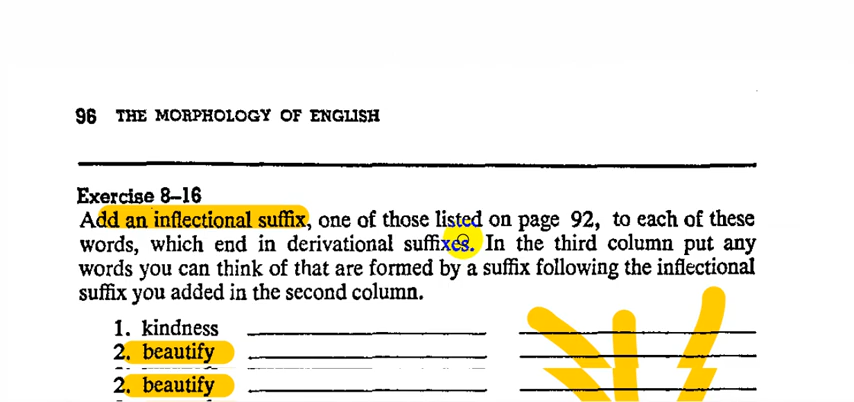 96 THE MORPHOLOGY OF ENGLISH
Exercise 8–16
Add an inflectional suffix, one of those listed on page 92, to each of these
words, which end in derivational suffixes. In the third column put any
words you can think of that are formed by a suffix following the inflectional
suffix you added in the second column.
1. kindness
2. beautify
2. beautify